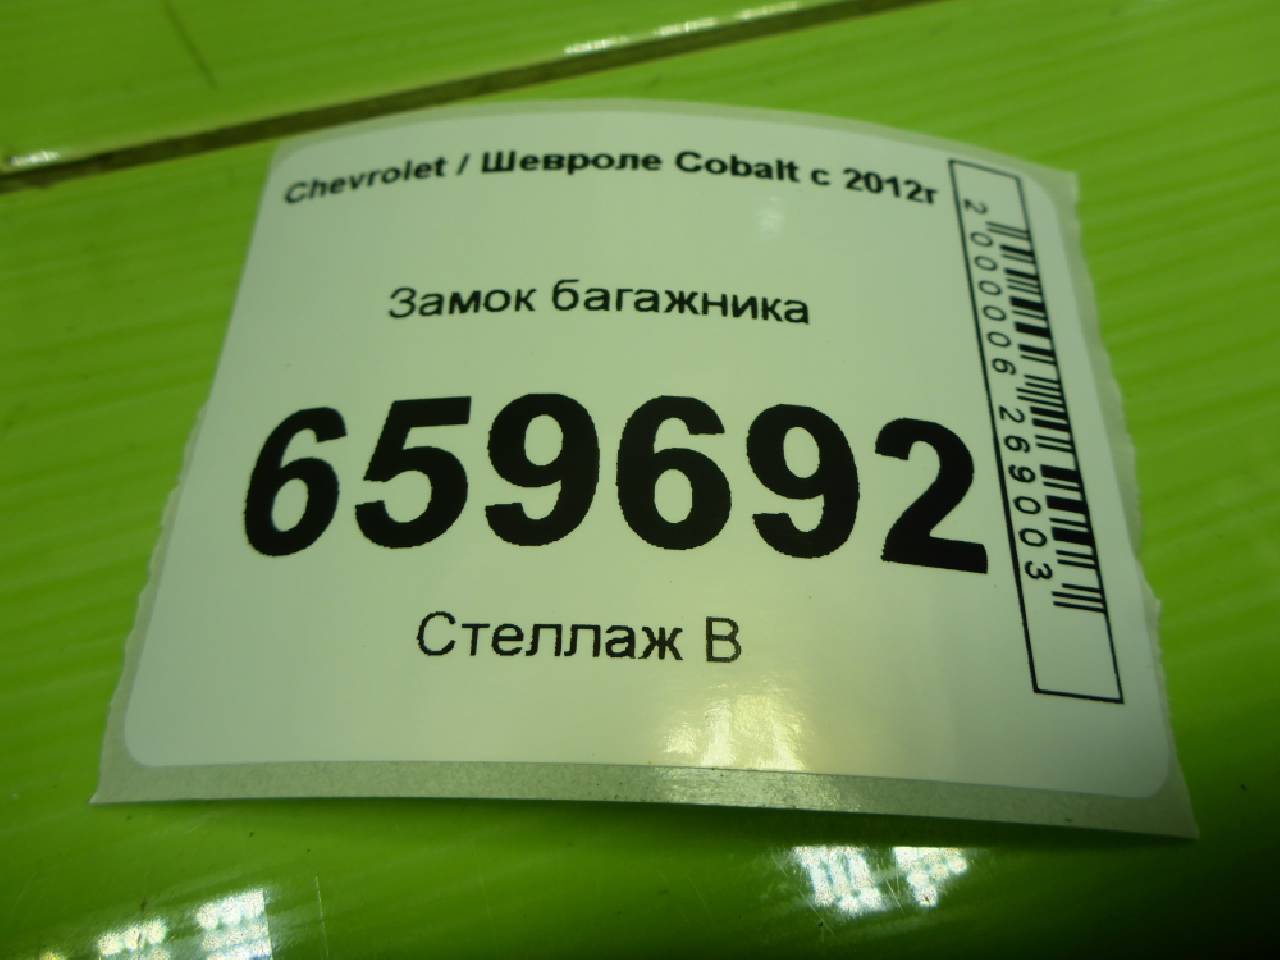 Chevrolet / Шевроле Cobalt с 2012г
Замок багажника
659692
Стеллаж В
2000006269003